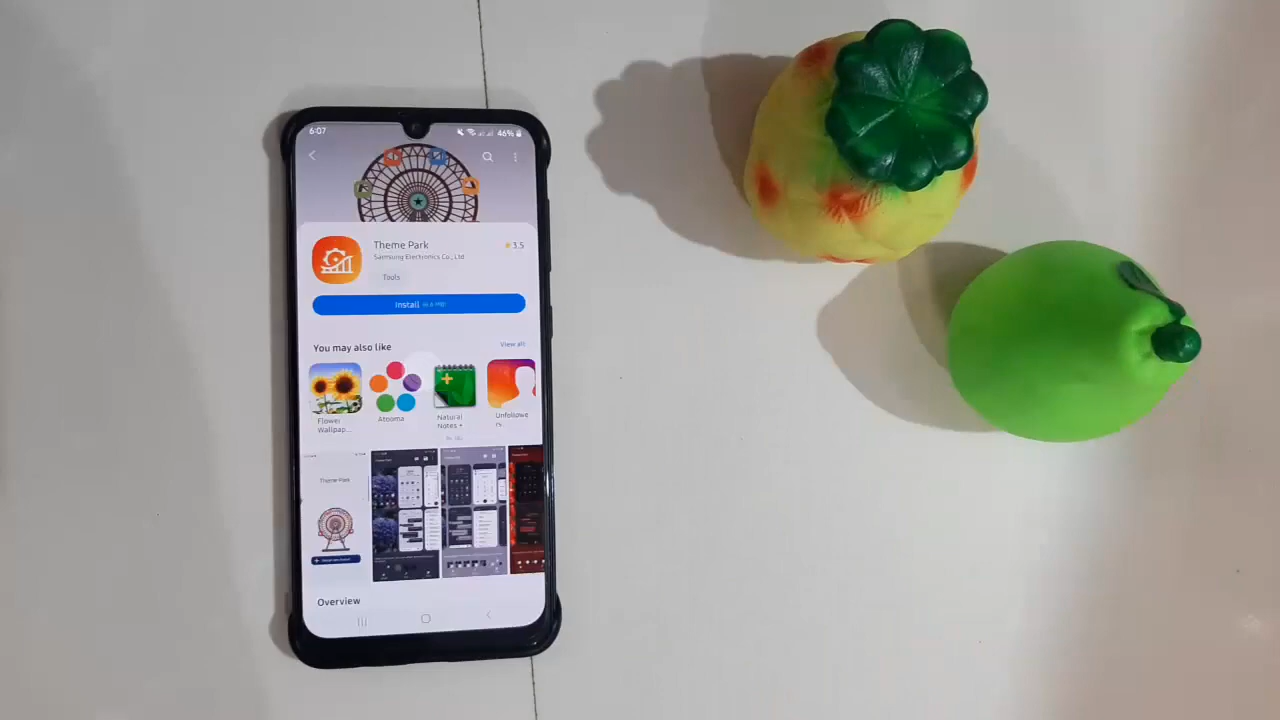 6:07
46%
Theme Park
3.5
Samsung Electronics Co., Ltd
Tools
Install
You may also like
View all
Flower
Wallpap...
Atooma
Natural
Notes +
Unfollowe
rs.
Theme Park
Overview